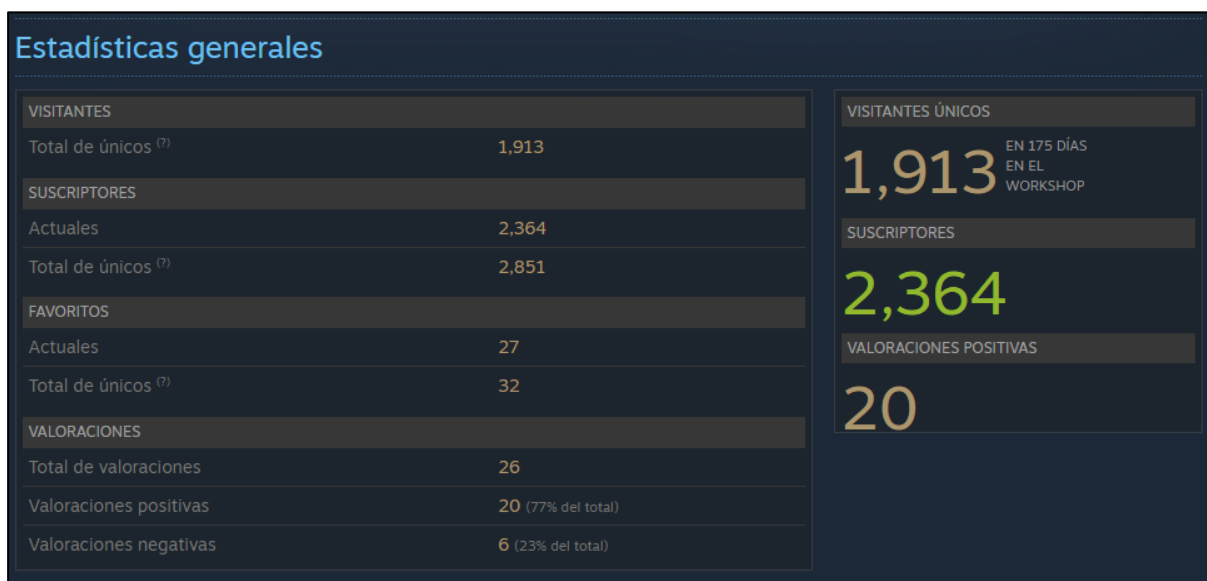 Estadísticas generales
VISITANTES
Total de únicos (?) 1,913
SUSCRIPTORES
Actuales 2,364
Total de únicos (?) 2,851
FAVORITOS
Actuales 27
Total de únicos (?) 32
VALORACIONES
Total de valoraciones 26
Valoraciones positivas 20 (77% del total)
Valoraciones negativas 6 (23% del total)
VISITANTES ÚNICOS
1,913 EN 175 DÍAS
EN EL
WORKSHOP
SUSCRIPTORES
2,364
VALORACIONES POSITIVAS
20